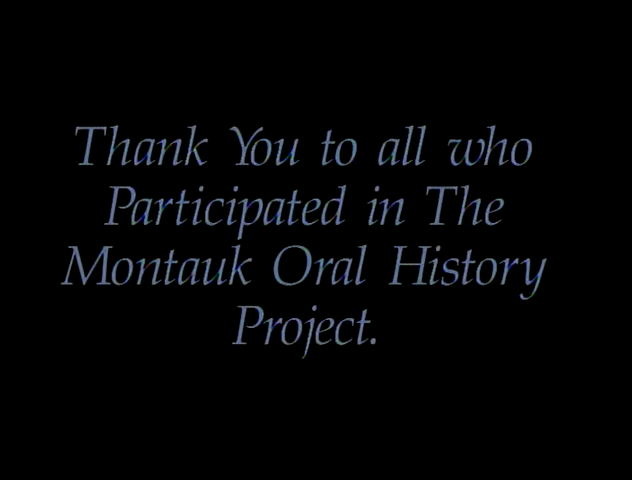 Thank You to all who
Participated in The
Montauk Oral History
Project.